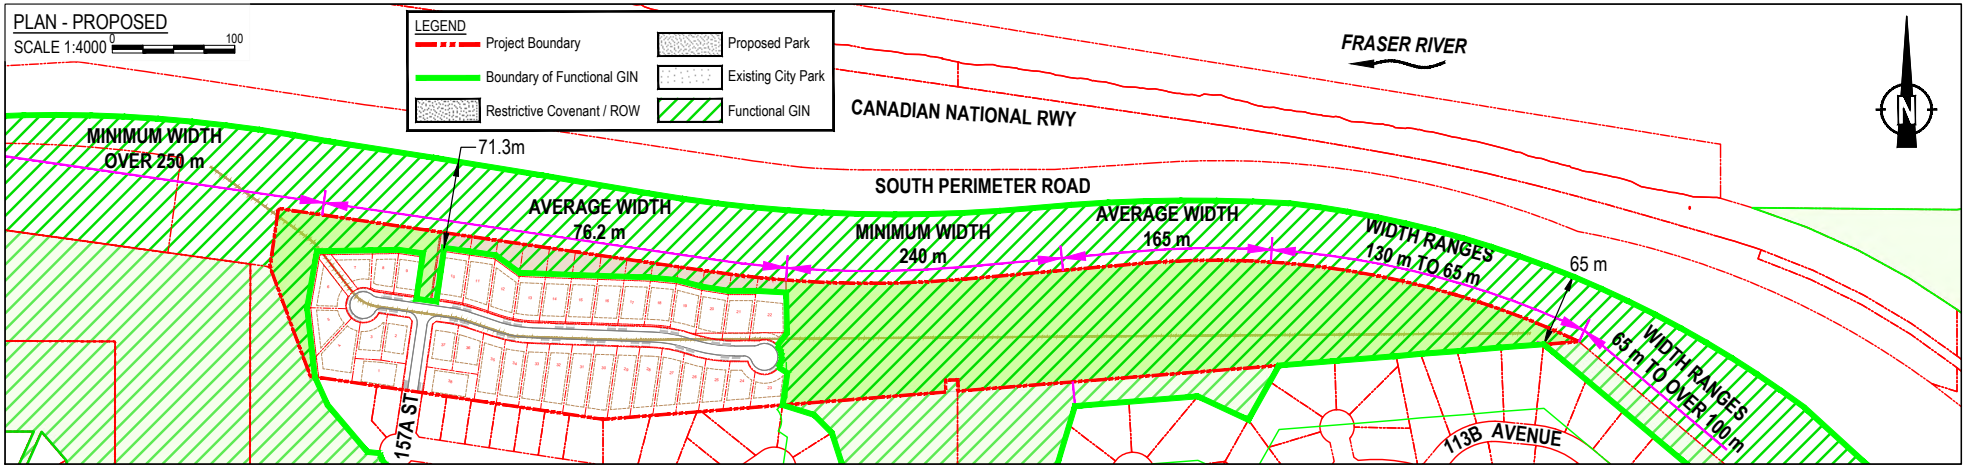 PLAN - PROPOSED
SCALE 1:4000
0
100
LEGEND
Project Boundary
Boundary of Functional GIN
Restrictive Covenant / ROW
Proposed Park
Existing City Park
Functional GIN
FRASER RIVER
N
CANADIAN NATIONAL RWY
SOUTH PERIMETER ROAD
MINIMUM WIDTH
OVER 250 m
71.3m
AVERAGE WIDTH
76.2 m
MINIMUM WIDTH
240 m
AVERAGE WIDTH
165 m
WIDTH RANGES
130 m TO 65 m
65 m
WIDTH RANGES
65 m TO OVER 100 m
157A ST
113B AVENUE